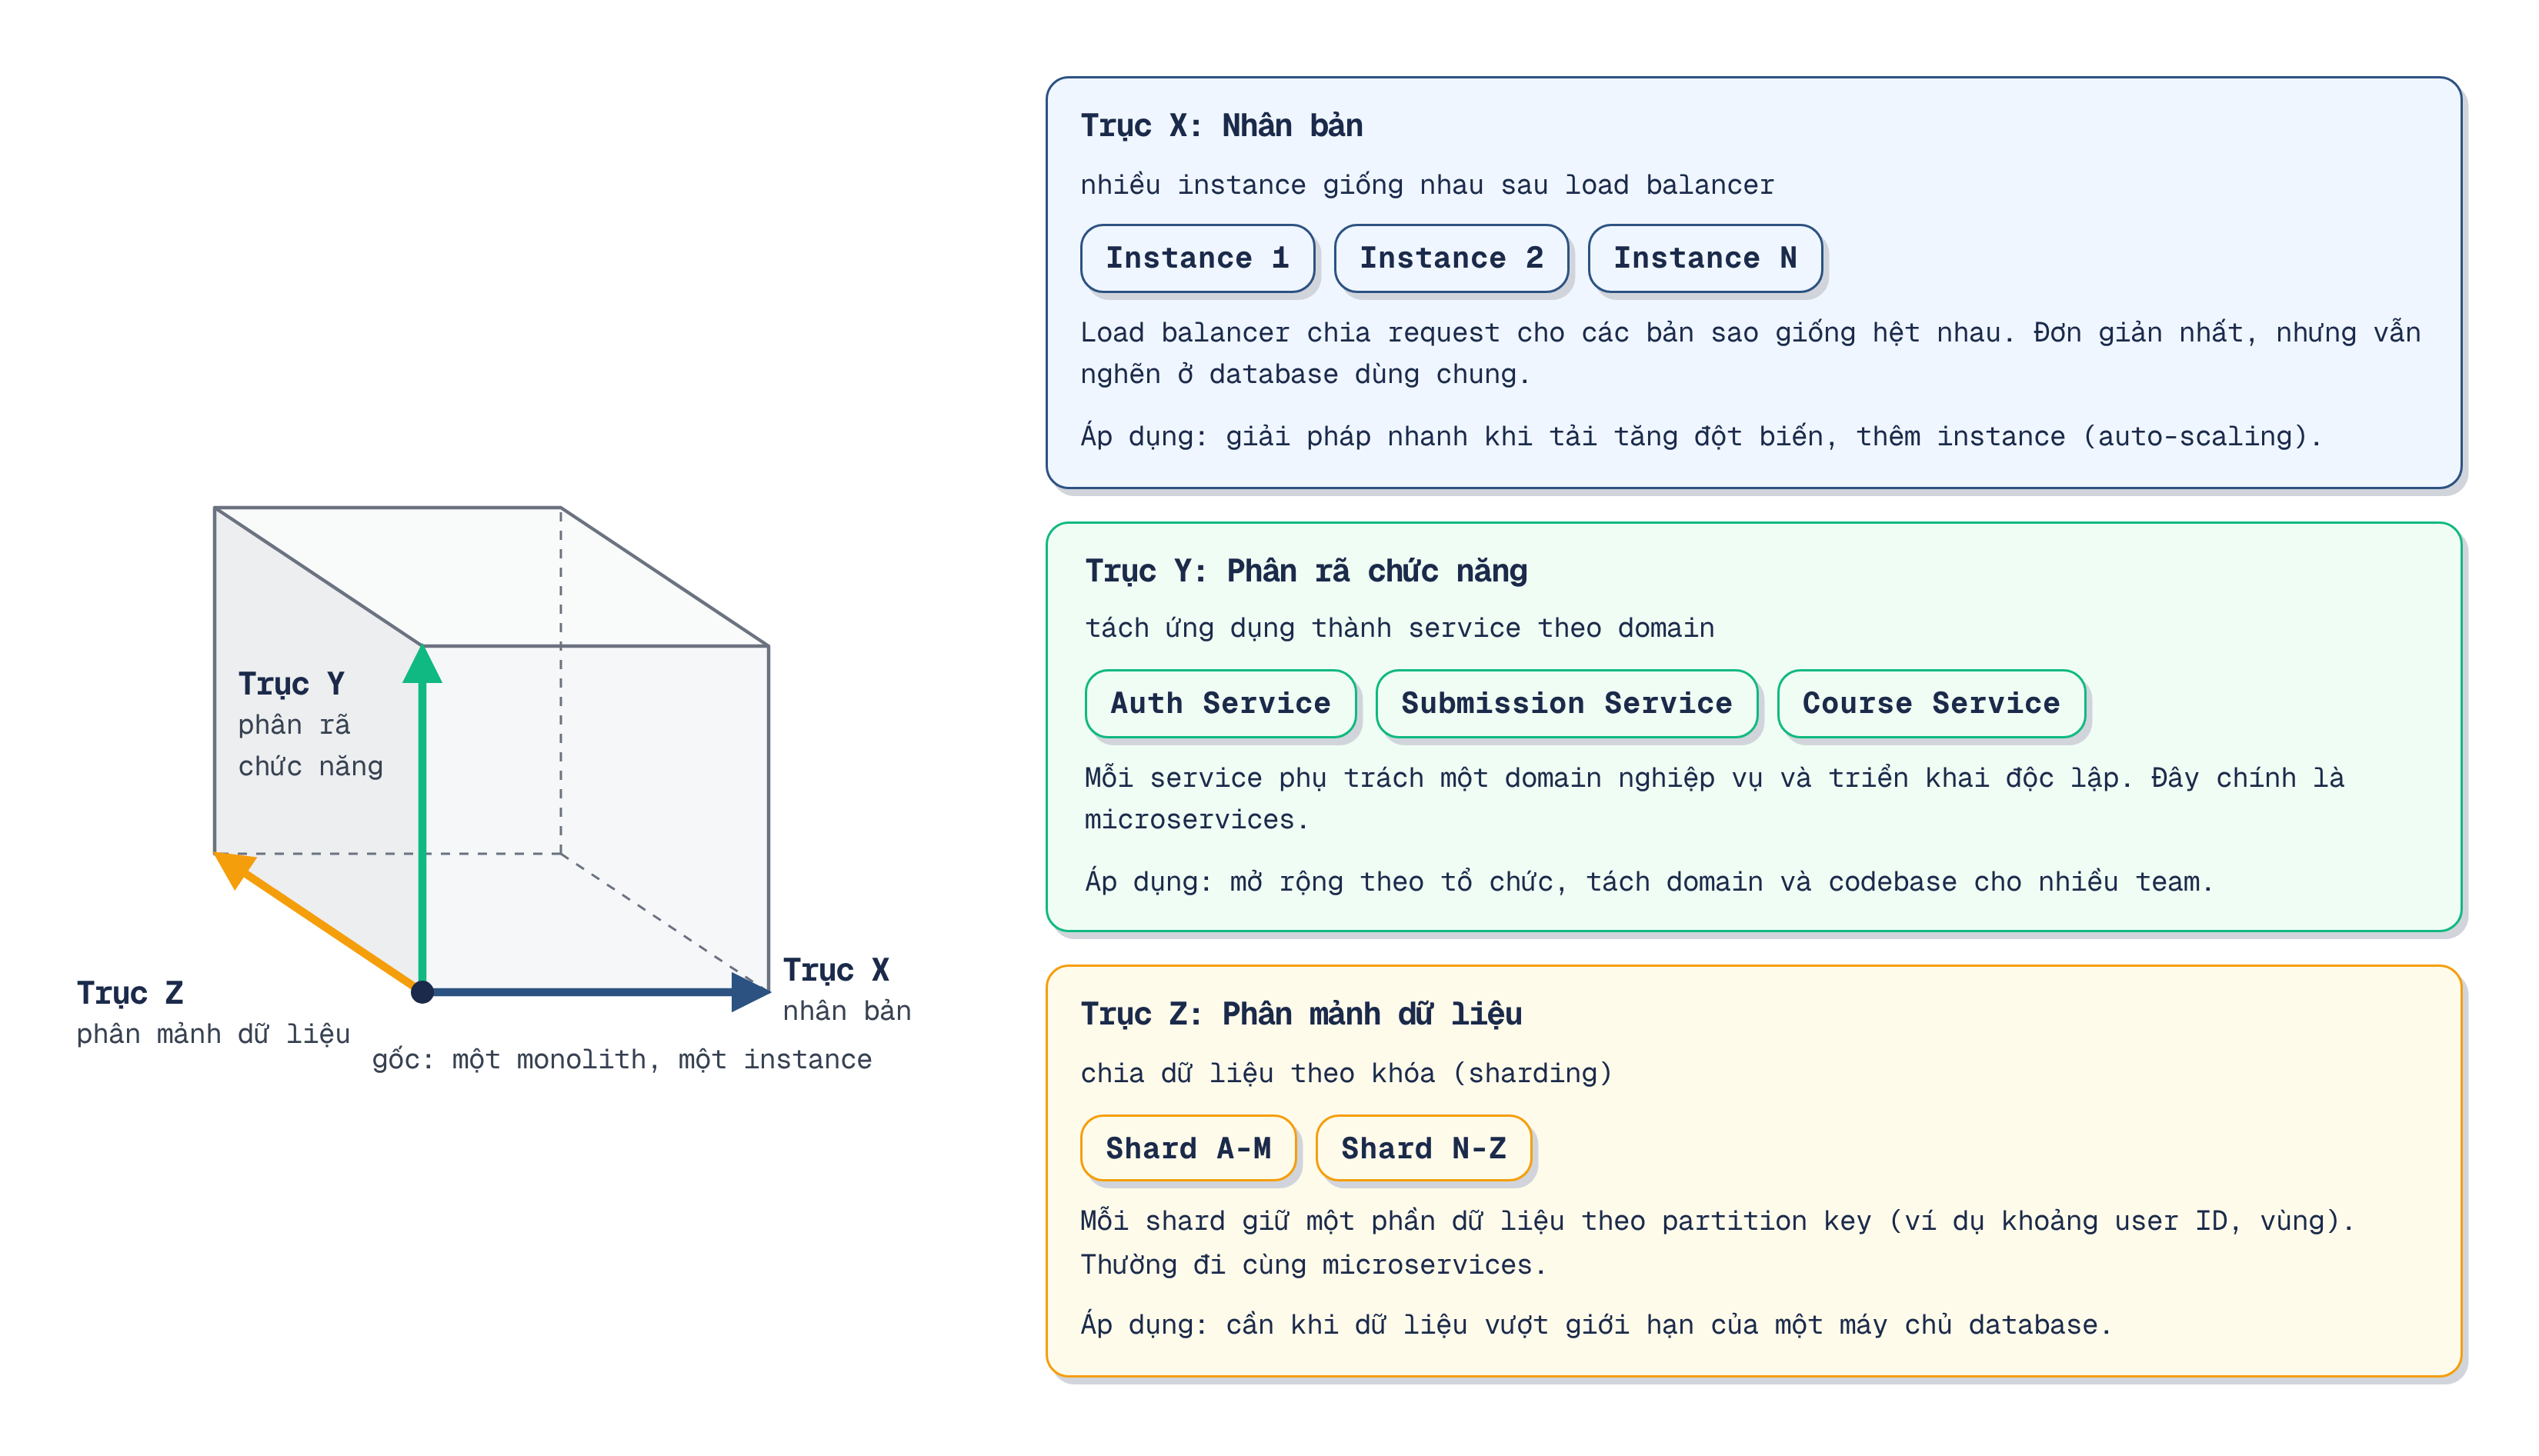 Trục Y
phân rã
chức năng
Trục Z
phân mảnh dữ liệu
Trục X
nhân bản
gốc: một monolith, một instance
Trục X: Nhân bản
nhiều instance giống nhau sau load balancer
Instance 1
Instance 2
Instance N
Load balancer chia request cho các bản sao giống hệt nhau. Đơn giản nhất, nhưng vẫn
nghẽn ở database dùng chung.
Áp dụng: giải pháp nhanh khi tải tăng đột biến, thêm instance (auto-scaling).
Trục Y: Phân rã chức năng
tách ứng dụng thành service theo domain
Auth Service
Submission Service
Course Service
Mỗi service phụ trách một domain nghiệp vụ và triển khai độc lập. Đây chính là
microservices.
Áp dụng: mở rộng theo tổ chức, tách domain và codebase cho nhiều team.
Trục Z: Phân mảnh dữ liệu
chia dữ liệu theo khóa (sharding)
Shard A-M
Shard N-Z
Mỗi shard giữ một phần dữ liệu theo partition key (ví dụ khoảng user ID, vùng).
Thường đi cùng microservices.
Áp dụng: cần khi dữ liệu vượt giới hạn của một máy chủ database.